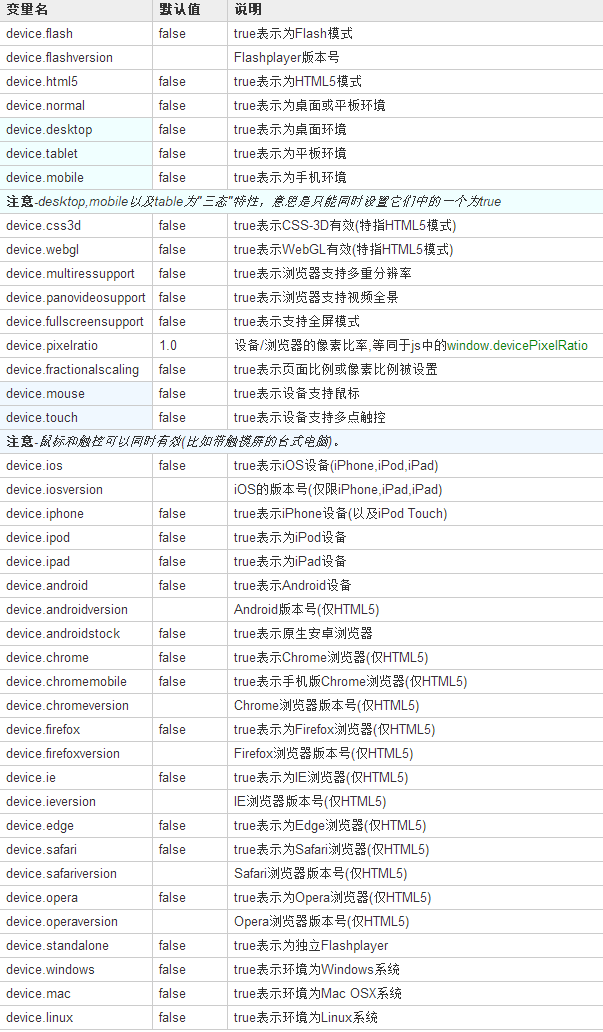 变量名 默认值 说明
device.flash false true表示为Flash模式
device.flashversion Flashplayer版本号
device.html5 false true表示为HTML5模式
device.normal false true表示为桌面或平板环境
device.desktop false true表示为桌面环境
device.tablet false true表示为平板环境
device.mobile false true表示为手机环境
注意-desktop,mobile以及table为"三态"特性，意思是只能同时设置它们中的一个为true
device.css3d false true表示CSS-3D有效(特指HTML5模式)
device.webgl false true表示WebGL有效(特指HTML5模式)
device.multiressupport false true表示浏览器支持多重分辨率
device.panovideosupport false true表示浏览器支持视频全景
device.fullscreensupport false true表示支持全屏模式
device.pixelratio 1.0 设备/浏览器的像素比率,等同于js中的window.devicePixelRatio
device.fractionalscaling false true表示页面比例或像素比例被设置
device.mouse false true表示设备支持鼠标
device.touch false true表示设备支持多点触控
注意-鼠标和触控可以同时有效(比如带触摸屏的台式电脑)。
device.ios false true表示iOS设备(iPhone,iPod,iPad)
device.iosversion iOS的版本号(仅限iPhone,iPad,iPad)
device.iphone false true表示iPhone设备(以及iPod Touch)
device.ipod false true表示为iPod设备
device.ipad false true表示为iPad设备
device.android false true表示Android设备
device.androidversion Android版本号(仅HTML5)
device.androidstock false true表示原生安卓浏览器
device.chrome false true表示Chrome浏览器(仅HTML5)
device.chromemobile false true表示手机版Chrome浏览器(仅HTML5)
device.chromeversion Chrome浏览器版本号(仅HTML5)
device.firefox false true表示为Firefox浏览器(仅HTML5)
device.firefoxversion Firefox浏览器版本号(仅HTML5)
device.ie false true表示为IE浏览器(仅HTML5)
device.ieversion IE浏览器版本号(仅HTML5)
device.edge false true表示为Edge浏览器(仅HTML5)
device.safari false true表示为Safari浏览器(仅HTML5)
device.safariversion Safari浏览器版本号(仅HTML5)
device.opera false true表示为Opera浏览器(仅HTML5)
device.operaversion Opera浏览器版本号(仅HTML5)
device.standalone false true表示为独立Flashplayer
device.windows false true表示环境为Windows系统
device.mac false true表示环境为Mac OSX系统
device.linux false true表示环境为Linux系统